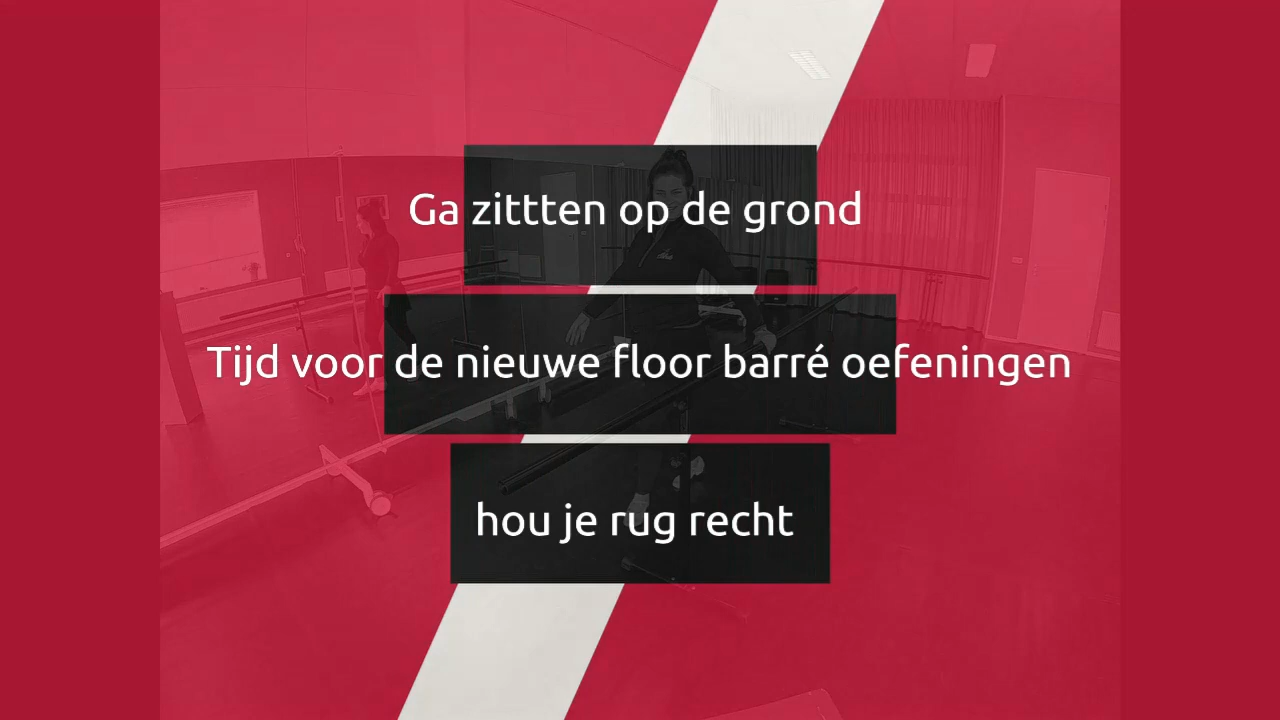 Ga zittten op de grond
Tijd voor de nieuwe floor barré oefeningen
hou je rug recht